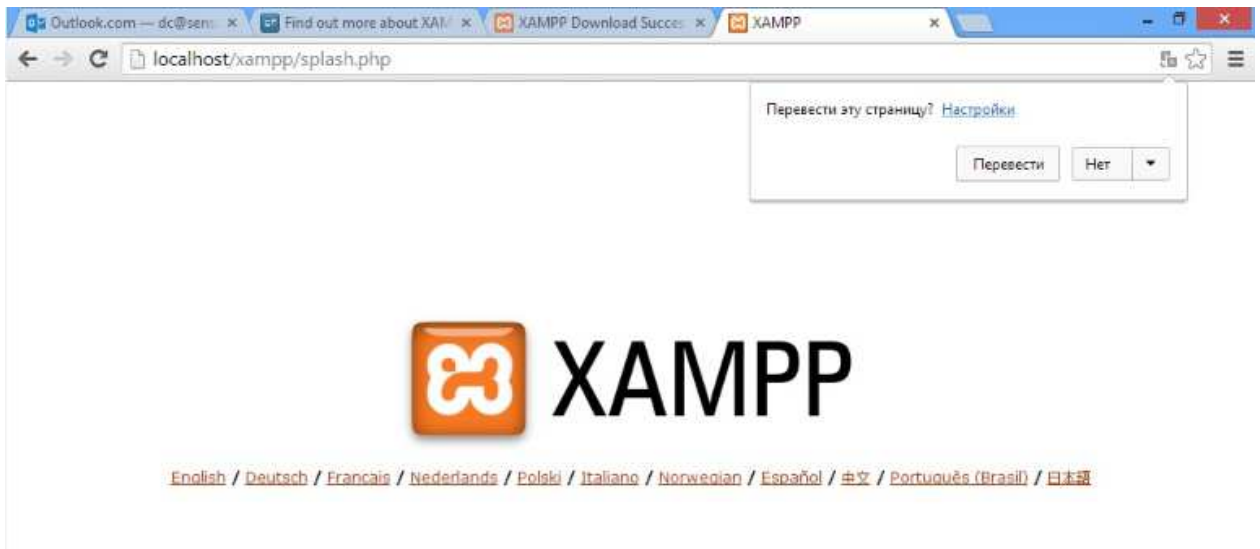 Outlook.com — dc@sens
Find out more about XAM
XAMPP Download Succes
XAMPP
localhost/xampp/splash.php
Перевести эту страницу? Настройки
Перевести Нет
XAMPP
English / Deutsch / Francais / Nederlands / Polski / Italiano / Norwegian / Español / 中文 / Português (Brasil) / 日本語